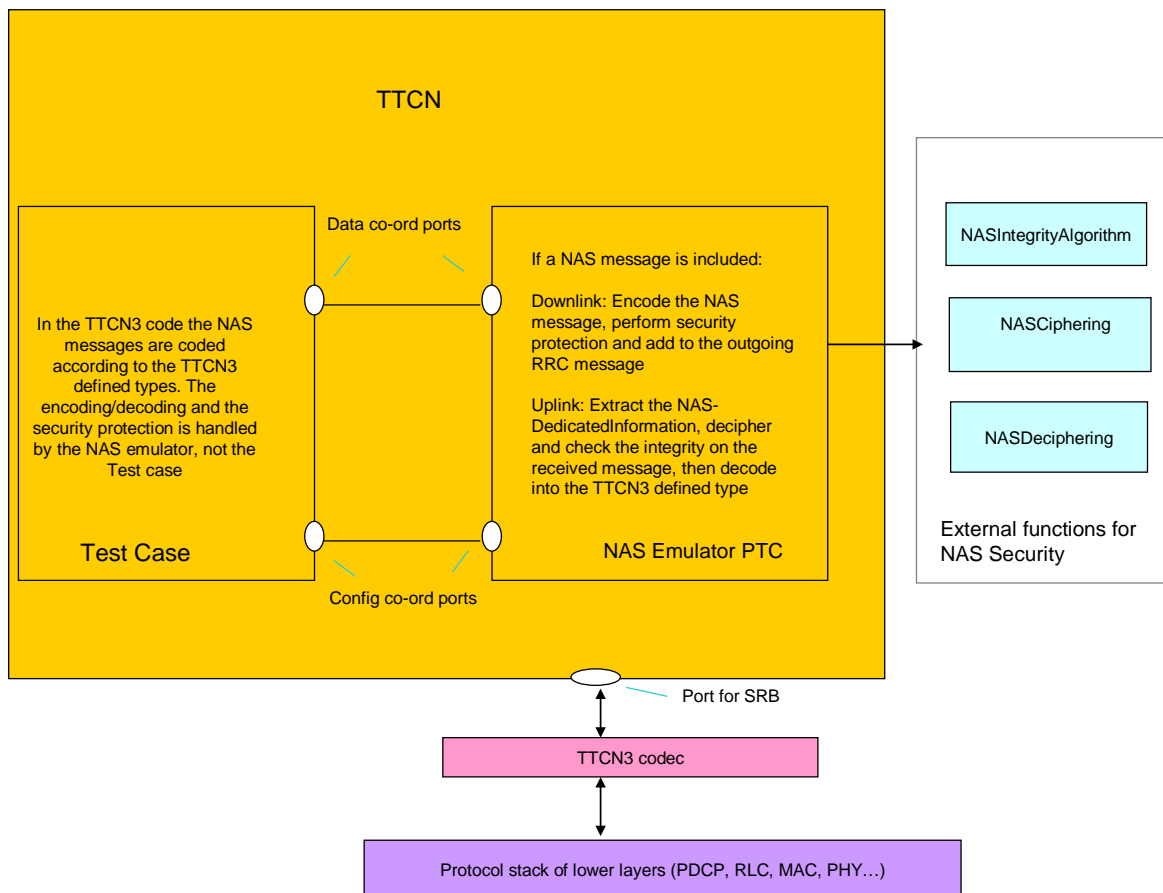 TTCN
Data co-ord ports
In the TTCN3 code the NAS
messages are coded
according to the TTCN3
defined types. The
encoding/decoding and the
security protection is handled
by the NAS emulator, not the
Test case
Test Case
If a NAS message is included:
Downlink: Encode the NAS
message, perform security
protection and add to the outgoing
RRC message
Uplink: Extract the NAS-
DedicatedInformation, decipher
and check the integrity on the
received message, then decode
into the TTCN3 defined type
NAS Emulator PTC
Config co-ord ports
NASIntegrityAlgorithm
NASCiphering
NASDeciphering
External functions for
NAS Security
Port for SRB
TTCN3 codec
Protocol stack of lower layers (PDCP, RLC, MAC, PHY…)